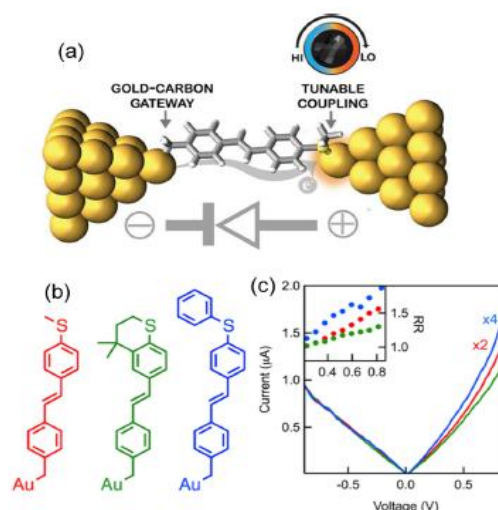 (a)
HI LO
GOLD-CARBON
GATEWAY
TUNABLE
COUPLING
e
− +
(b)
S
S
S
Au Au Au
(c)
2.0
1.5
1.0
0.5
Current (μA)
x4
x2
1.5
1.0
RR
0.4 0.6 0.8
-0.5 0.0 0.5
Voltage (V)